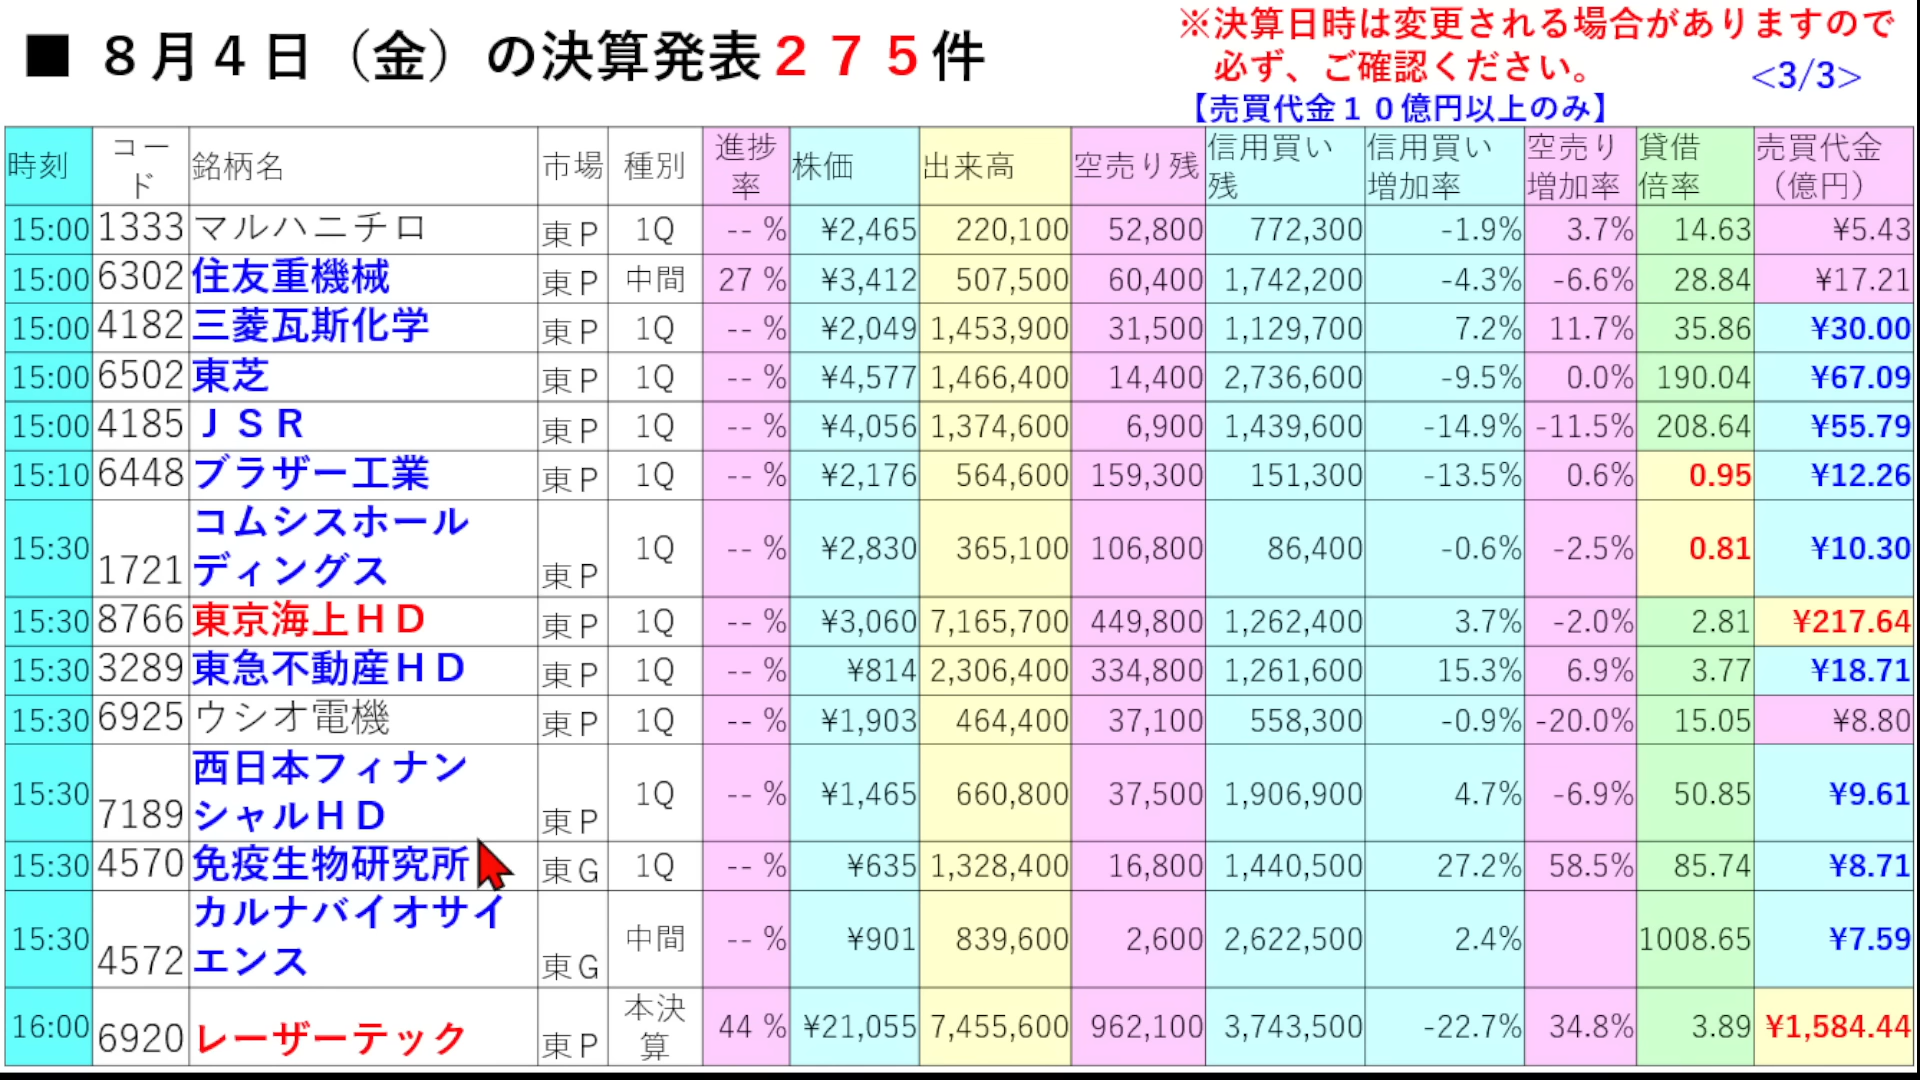 ■ ８月４日（金）の決算発表２７５件
※決算日時は変更される場合がありますので
必ず、ご確認ください。
<3/3>
【売買代金１０億円以上のみ】
時刻 コード 銘柄名 市場 種別 進捗率 株価 出来高 空売り残 信用買い残 信用買い増加率 空売り増加率 貸借倍率 売買代金（億円）
15:00 1333 マルハニチロ 東Ｐ 1Q -- % ¥2,465 220,100 52,800 772,300 -1.9% 3.7% 14.63 ¥5.43
15:00 6302 住友重機械 東Ｐ 中間 27 % ¥3,412 507,500 60,400 1,742,200 -4.3% -6.6% 28.84 ¥17.21
15:00 4182 三菱瓦斯化学 東Ｐ 1Q -- % ¥2,049 1,453,900 31,500 1,129,700 7.2% 11.7% 35.86 ¥30.00
15:00 6502 東芝 東Ｐ 1Q -- % ¥4,577 1,466,400 14,400 2,736,600 -9.5% 0.0% 190.04 ¥67.09
15:00 4185 ＪＳＲ 東Ｐ 1Q -- % ¥4,056 1,374,600 6,900 1,439,600 -14.9% -11.5% 208.64 ¥55.79
15:10 6448 ブラザー工業 東Ｐ 1Q -- % ¥2,176 564,600 159,300 151,300 -13.5% 0.6% 0.95 ¥12.26
15:30 1721 コムシスホールディングス 東Ｐ 1Q -- % ¥2,830 365,100 106,800 86,400 -0.6% -2.5% 0.81 ¥10.30
15:30 8766 東京海上ＨＤ 東Ｐ 1Q -- % ¥3,060 7,165,700 449,800 1,262,400 3.7% -2.0% 2.81 ¥217.64
15:30 3289 東急不動産ＨＤ 東Ｐ 1Q -- % ¥814 2,306,400 334,800 1,261,600 15.3% 6.9% 3.77 ¥18.71
15:30 6925 ウシオ電機 東Ｐ 1Q -- % ¥1,903 464,400 37,100 558,300 -0.9% -20.0% 15.05 ¥8.80
15:30 7189 西日本フィナンシャルＨＤ 東Ｐ 1Q -- % ¥1,465 660,800 37,500 1,906,900 4.7% -6.9% 50.85 ¥9.61
15:30 4570 免疫生物研究所 東Ｇ 1Q -- % ¥635 1,328,400 16,800 1,440,500 27.2% 58.5% 85.74 ¥8.71
15:30 4572 カルナバイオサイエンス 東Ｇ 中間 -- % ¥901 839,600 2,600 2,622,500 2.4% 1008.65 ¥7.59
16:00 6920 レーザーテック 東Ｐ 本決算 44 % ¥21,055 7,455,600 962,100 3,743,500 -22.7% 34.8% 3.89 ¥1,584.44